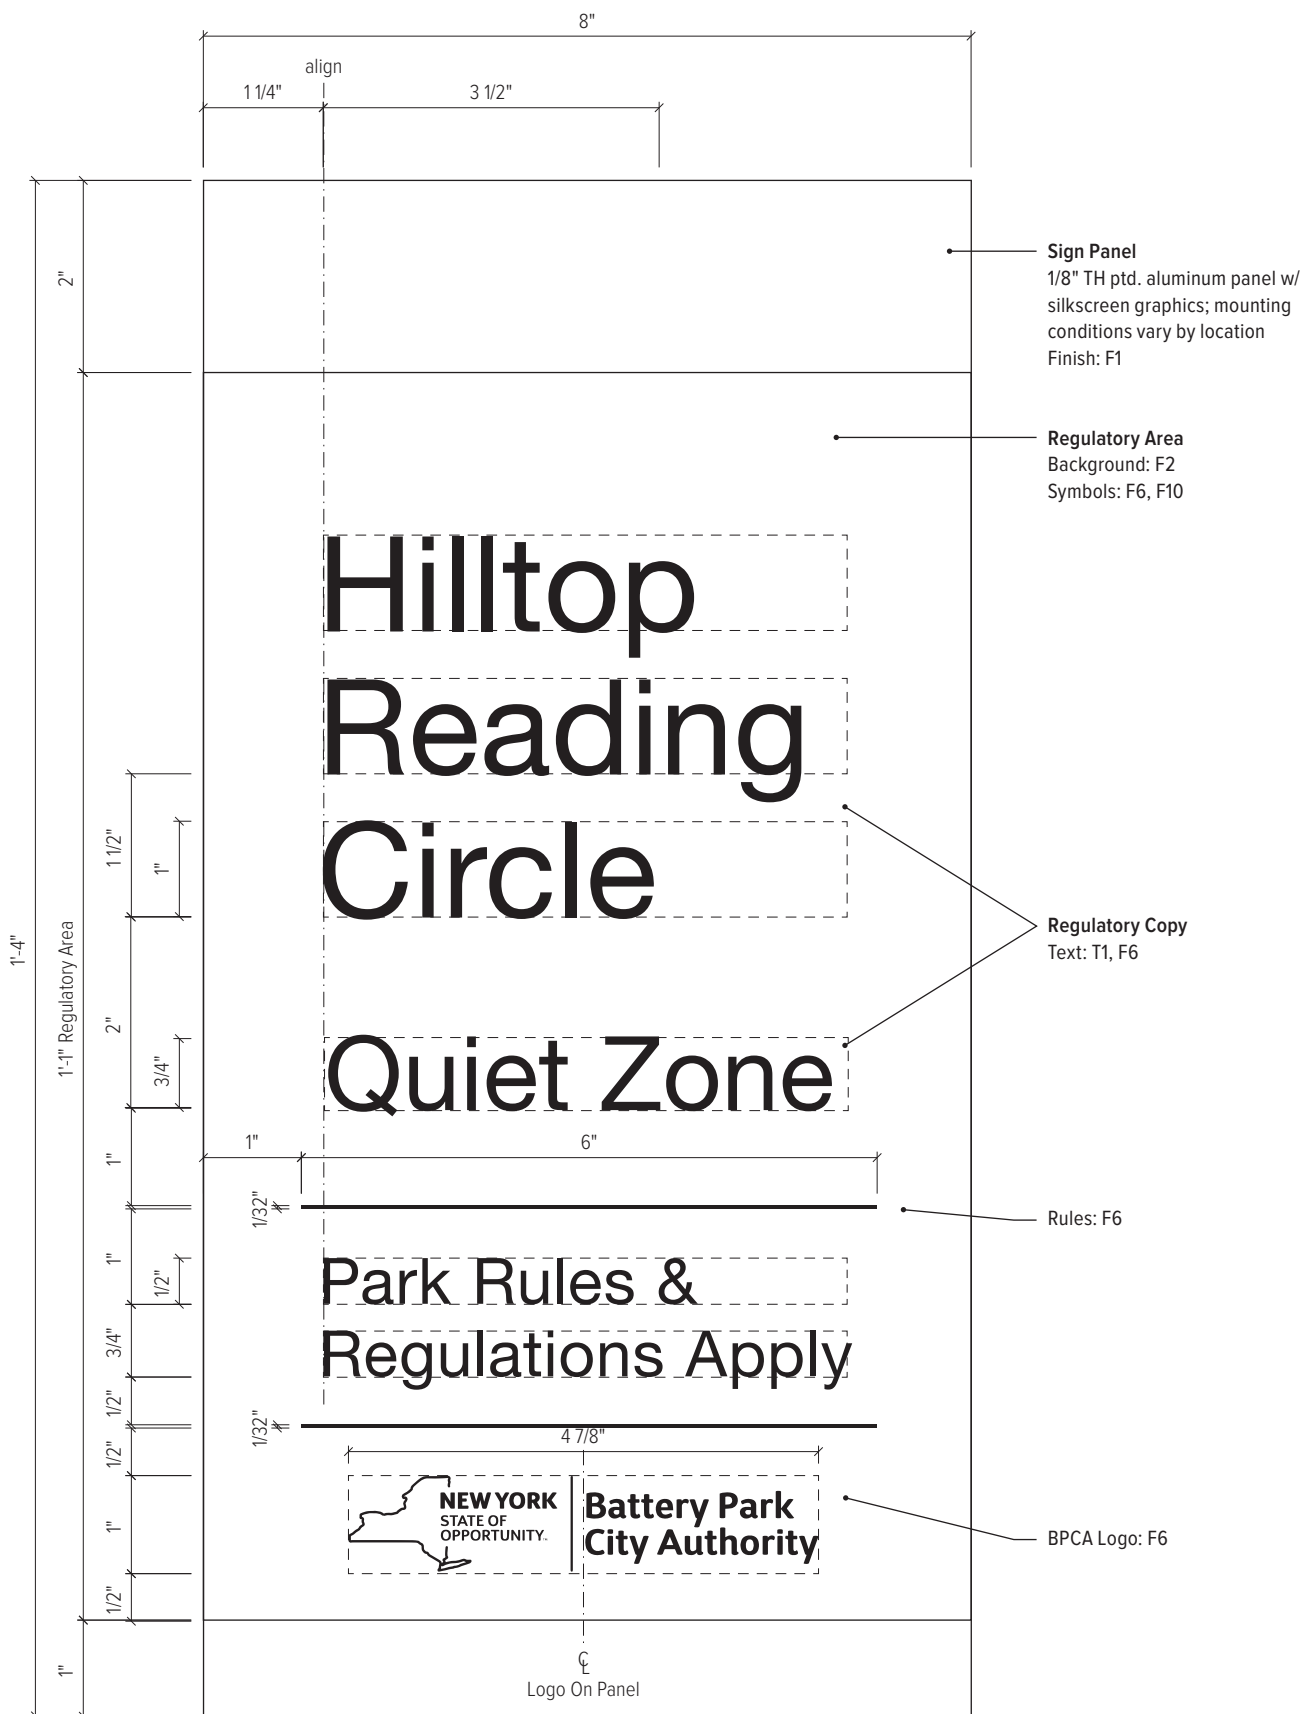 8"
align
1 1/4"
3 1/2"
2"
Sign Panel
1/8" TH ptd. aluminum panel w/
silkscreen graphics; mounting
conditions vary by location
Finish: F1
Regulatory Area
Background: F2
Symbols: F6, F10
Hilltop
Reading
Circle
1 1/2"
1"
1'-4"
1'-1" Regulatory Area
Regulatory Copy
Text: T1, F6
2"
3/4"
Quiet Zone
1"
1"
6"
1/32"
Rules: F6
1"
1/2"
Park Rules &
3/4"
Regulations Apply
1/2"
1/32"
4 7/8"
1/2"
NEW YORK
STATE OF
OPPORTUNITY™
Battery Park
City Authority
1"
BPCA Logo: F6
1/2"
1"
CL
Logo On Panel